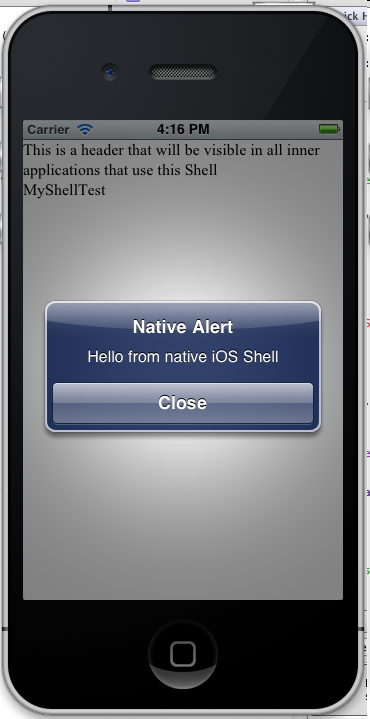 ick H
Carrier
4:16 PM
This is a header that will be visible in all inner
applications that use this Shell
MyShellTest
Native Alert
Hello from native iOS Shell
Close